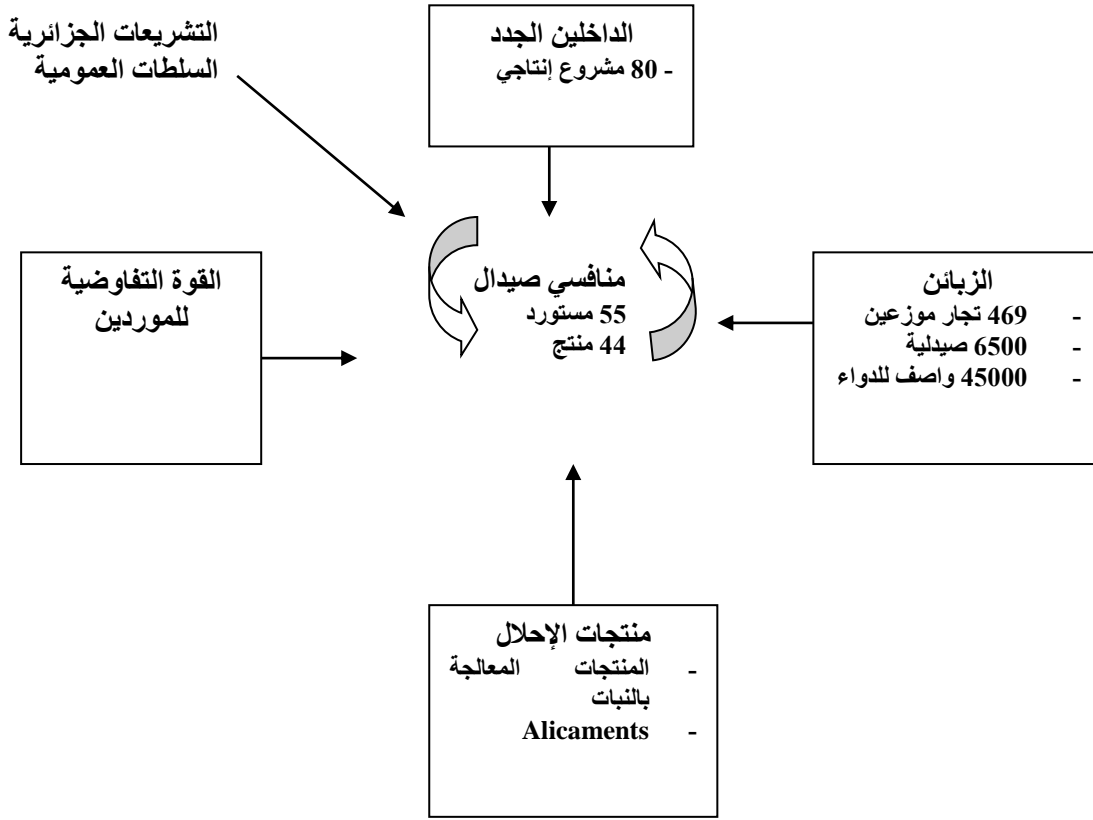 التشريعات الجزائرية
السلطات العمومية
الداخلين الجدد
- 80 مشروع إنتاجي
القوة التفاوضية
للموردين
منافسي صيدال
55 مستورد
44 منتج
الزبائن
- 469 تجار موزعين
- 6500 صيدلية
- 45000 واصف للدواء
منتجات الإحلال
- المنتجات المعالجة
بالنبات
- Alicaments